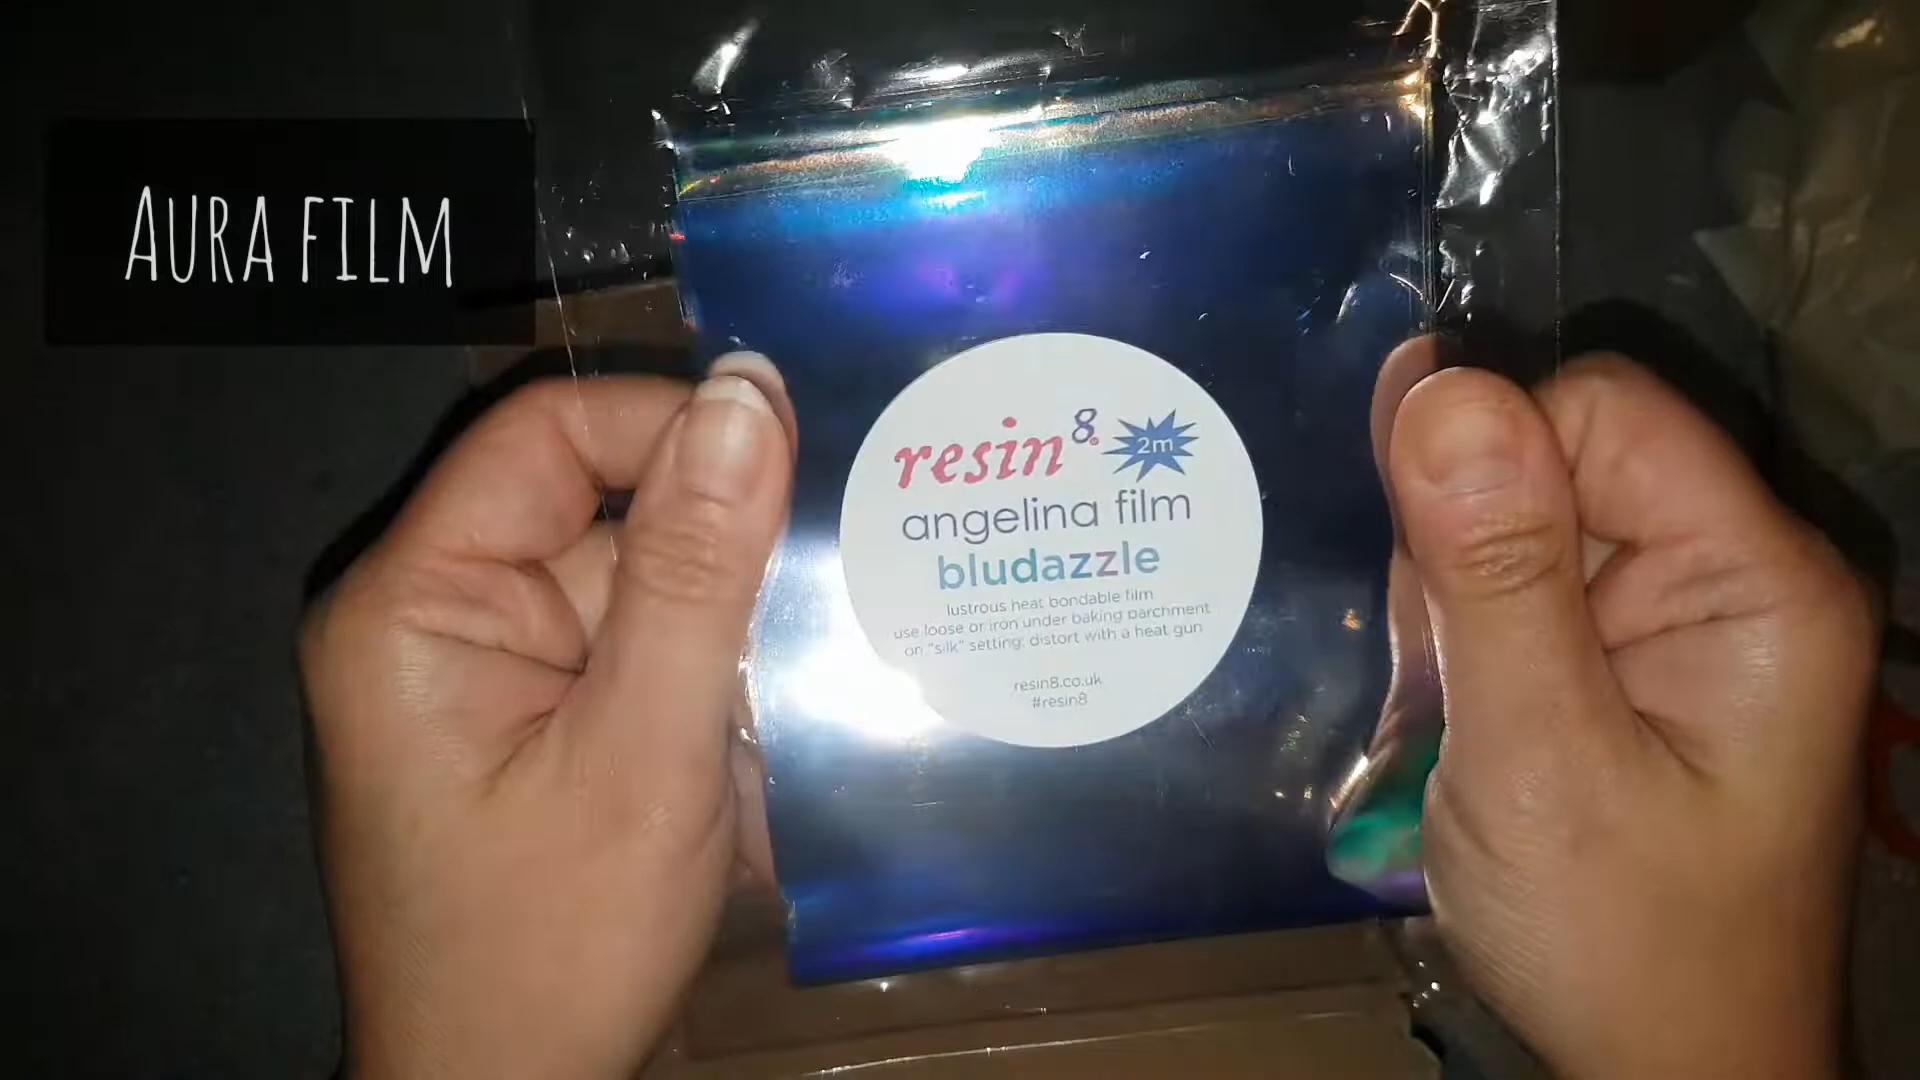 AURA FILM
resin8 2m
angelina film
bludazzle
lustrous heat bondable film
use loose or iron under baking parchment
on "silk" setting; distort with a heat gun
resin8.co.uk
#resin8